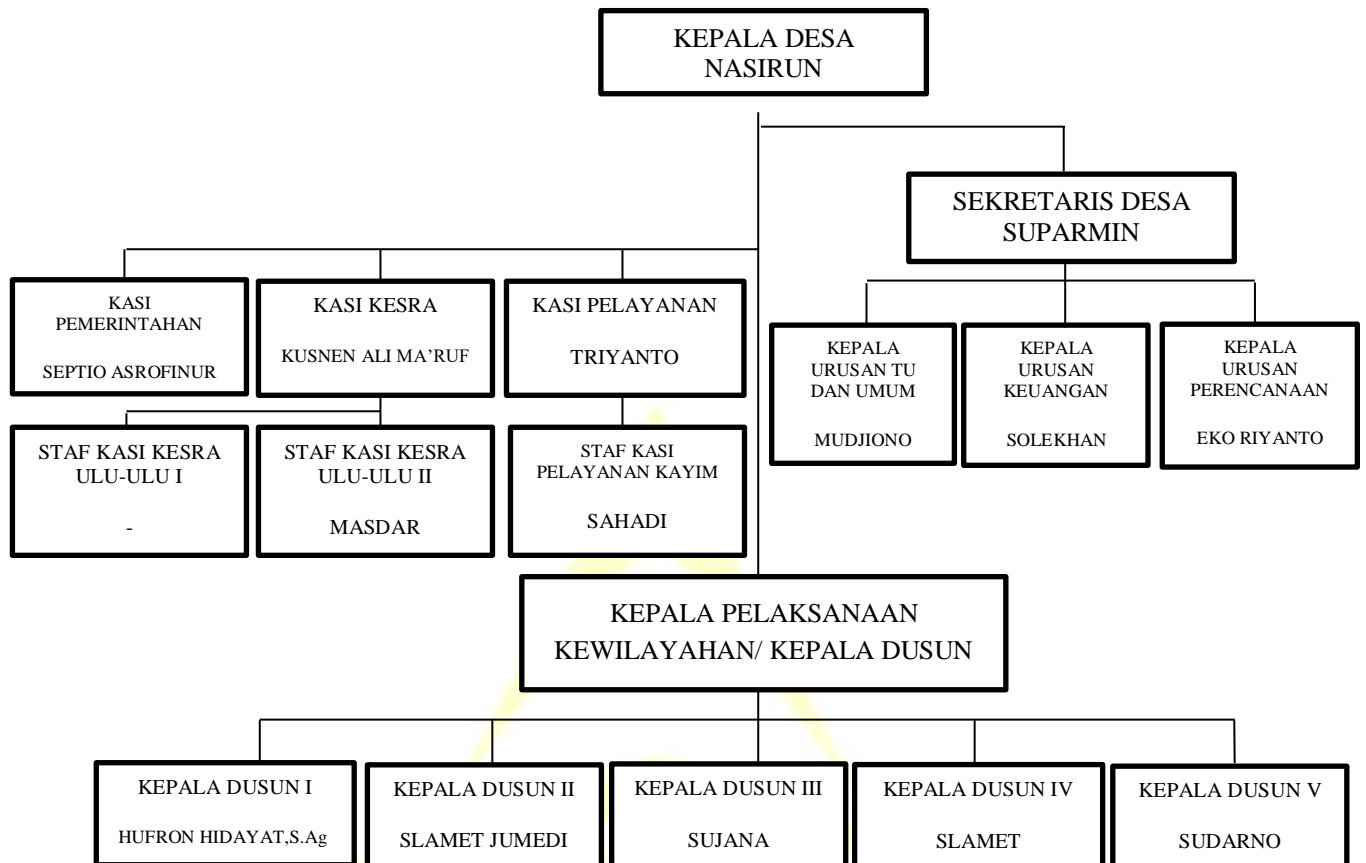 KEPALA DESA
NASIRUN
SEKRETARIS DESA
SUPARMIN
KASI
PEMERINTAHAN
SEPTIO ASROFINUR
KASI KESRA
KUSNEN ALI MA’RUF
KASI PELAYANAN
TRIYANTO
KEPALA
URUSAN TU
DAN UMUM
MUDJIONO
KEPALA
URUSAN
KEUANGAN
SOLEKHAN
KEPALA
URUSAN
PERENCANAAN
EKO RIYANTO
STAF KASI KESRA
ULU-ULU I
-
STAF KASI KESRA
ULU-ULU II
MASDAR
STAF KASI
PELAYANAN KAYIM
SAHADI
KEPALA PELAKSANAAN
KEWILAYAHAN/ KEPALA DUSUN
KEPALA DUSUN I
HUFRON HIDAYAT,S.Ag
KEPALA DUSUN II
SLAMET JUMEDI
KEPALA DUSUN III
SUJANA
KEPALA DUSUN IV
SLAMET
KEPALA DUSUN V
SUDARNO